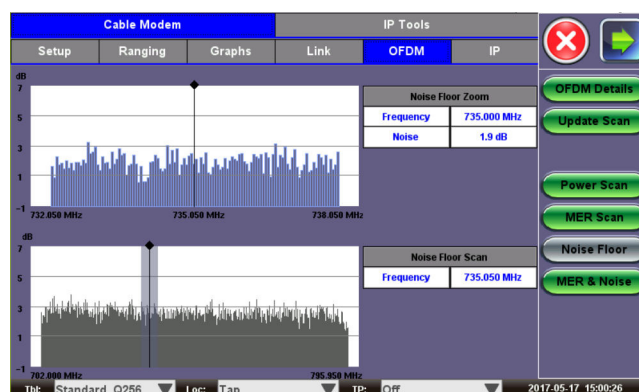 Cable Modem
IP Tools
Setup
Ranging
Graphs
Link
OFDM
IP
dB
7
5
3
1
-1
732.050 MHz
735.050 MHz
738.050 MHz
Noise Floor Zoom
Frequency
735.000 MHz
Noise
1.9 dB
dB
7
5
3
1
-1
702.000 MHz
795.950 MHz
Noise Floor Scan
Frequency
735.050 MHz
OFDM Details
Update Scan
Power Scan
MER Scan
Noise Floor
MER & Noise
Tbl:
Standard Q256
Loc:
Tap
TP:
Off
2017-05-17 15:00:26